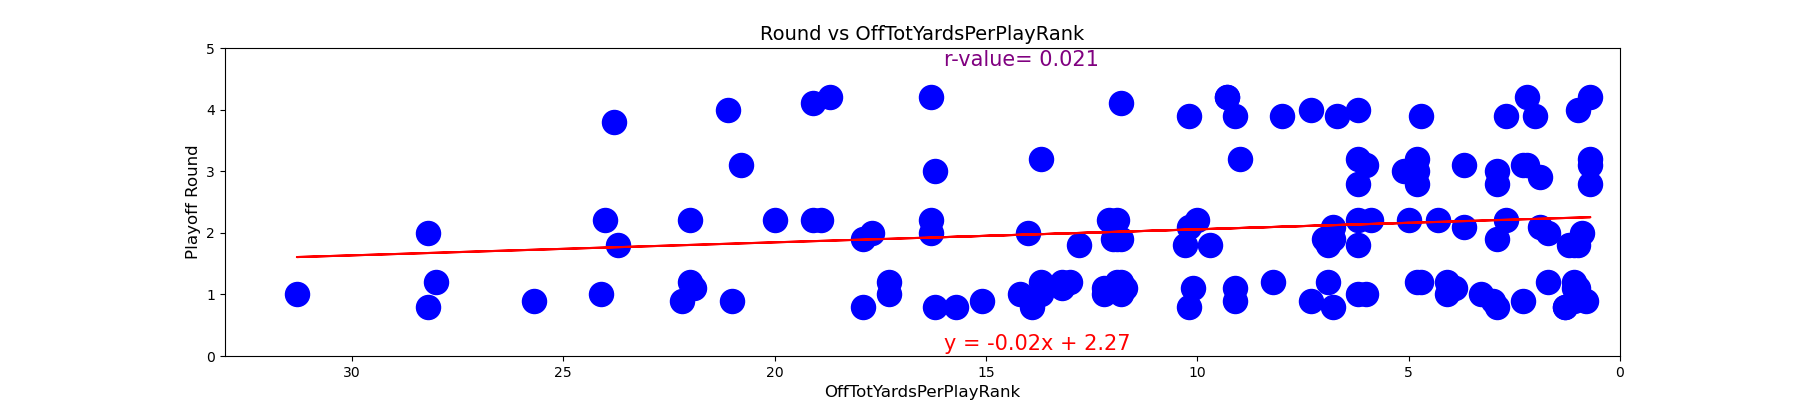 Round vs OffTotYardsPerPlayRank
r-value= 0.021
5
4
3
2
1
0
Playoff Round
y = -0.02x + 2.27
30 25 20 15 10 5 0
OffTotYardsPerPlayRank